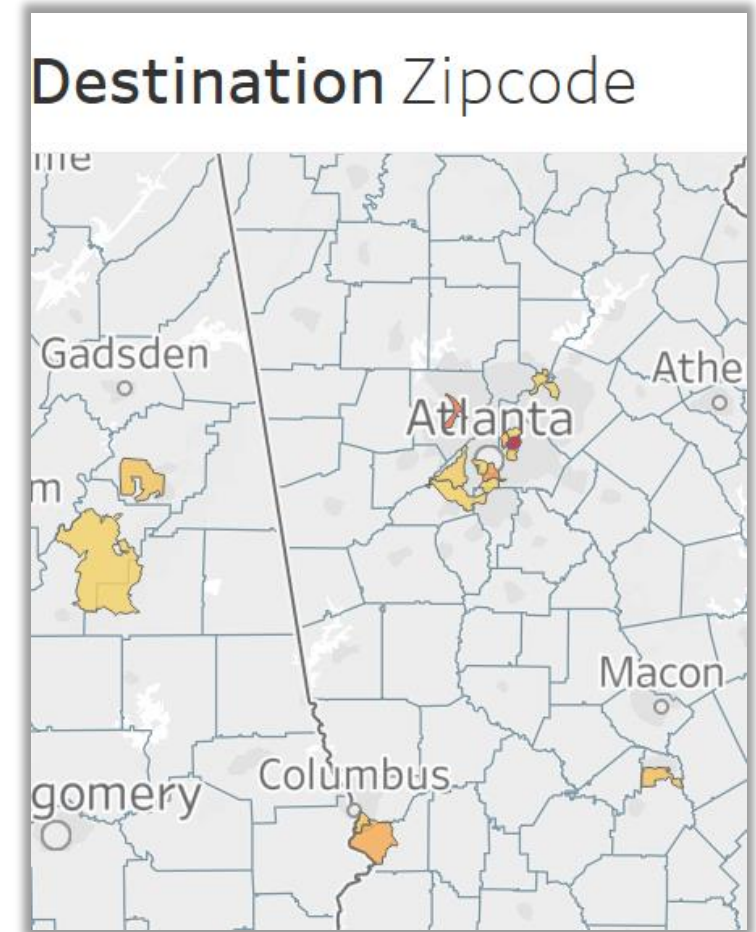 Destination Zipcode
Gadsden
Athe
Atlanta
m
Macon
Columbus
gomery